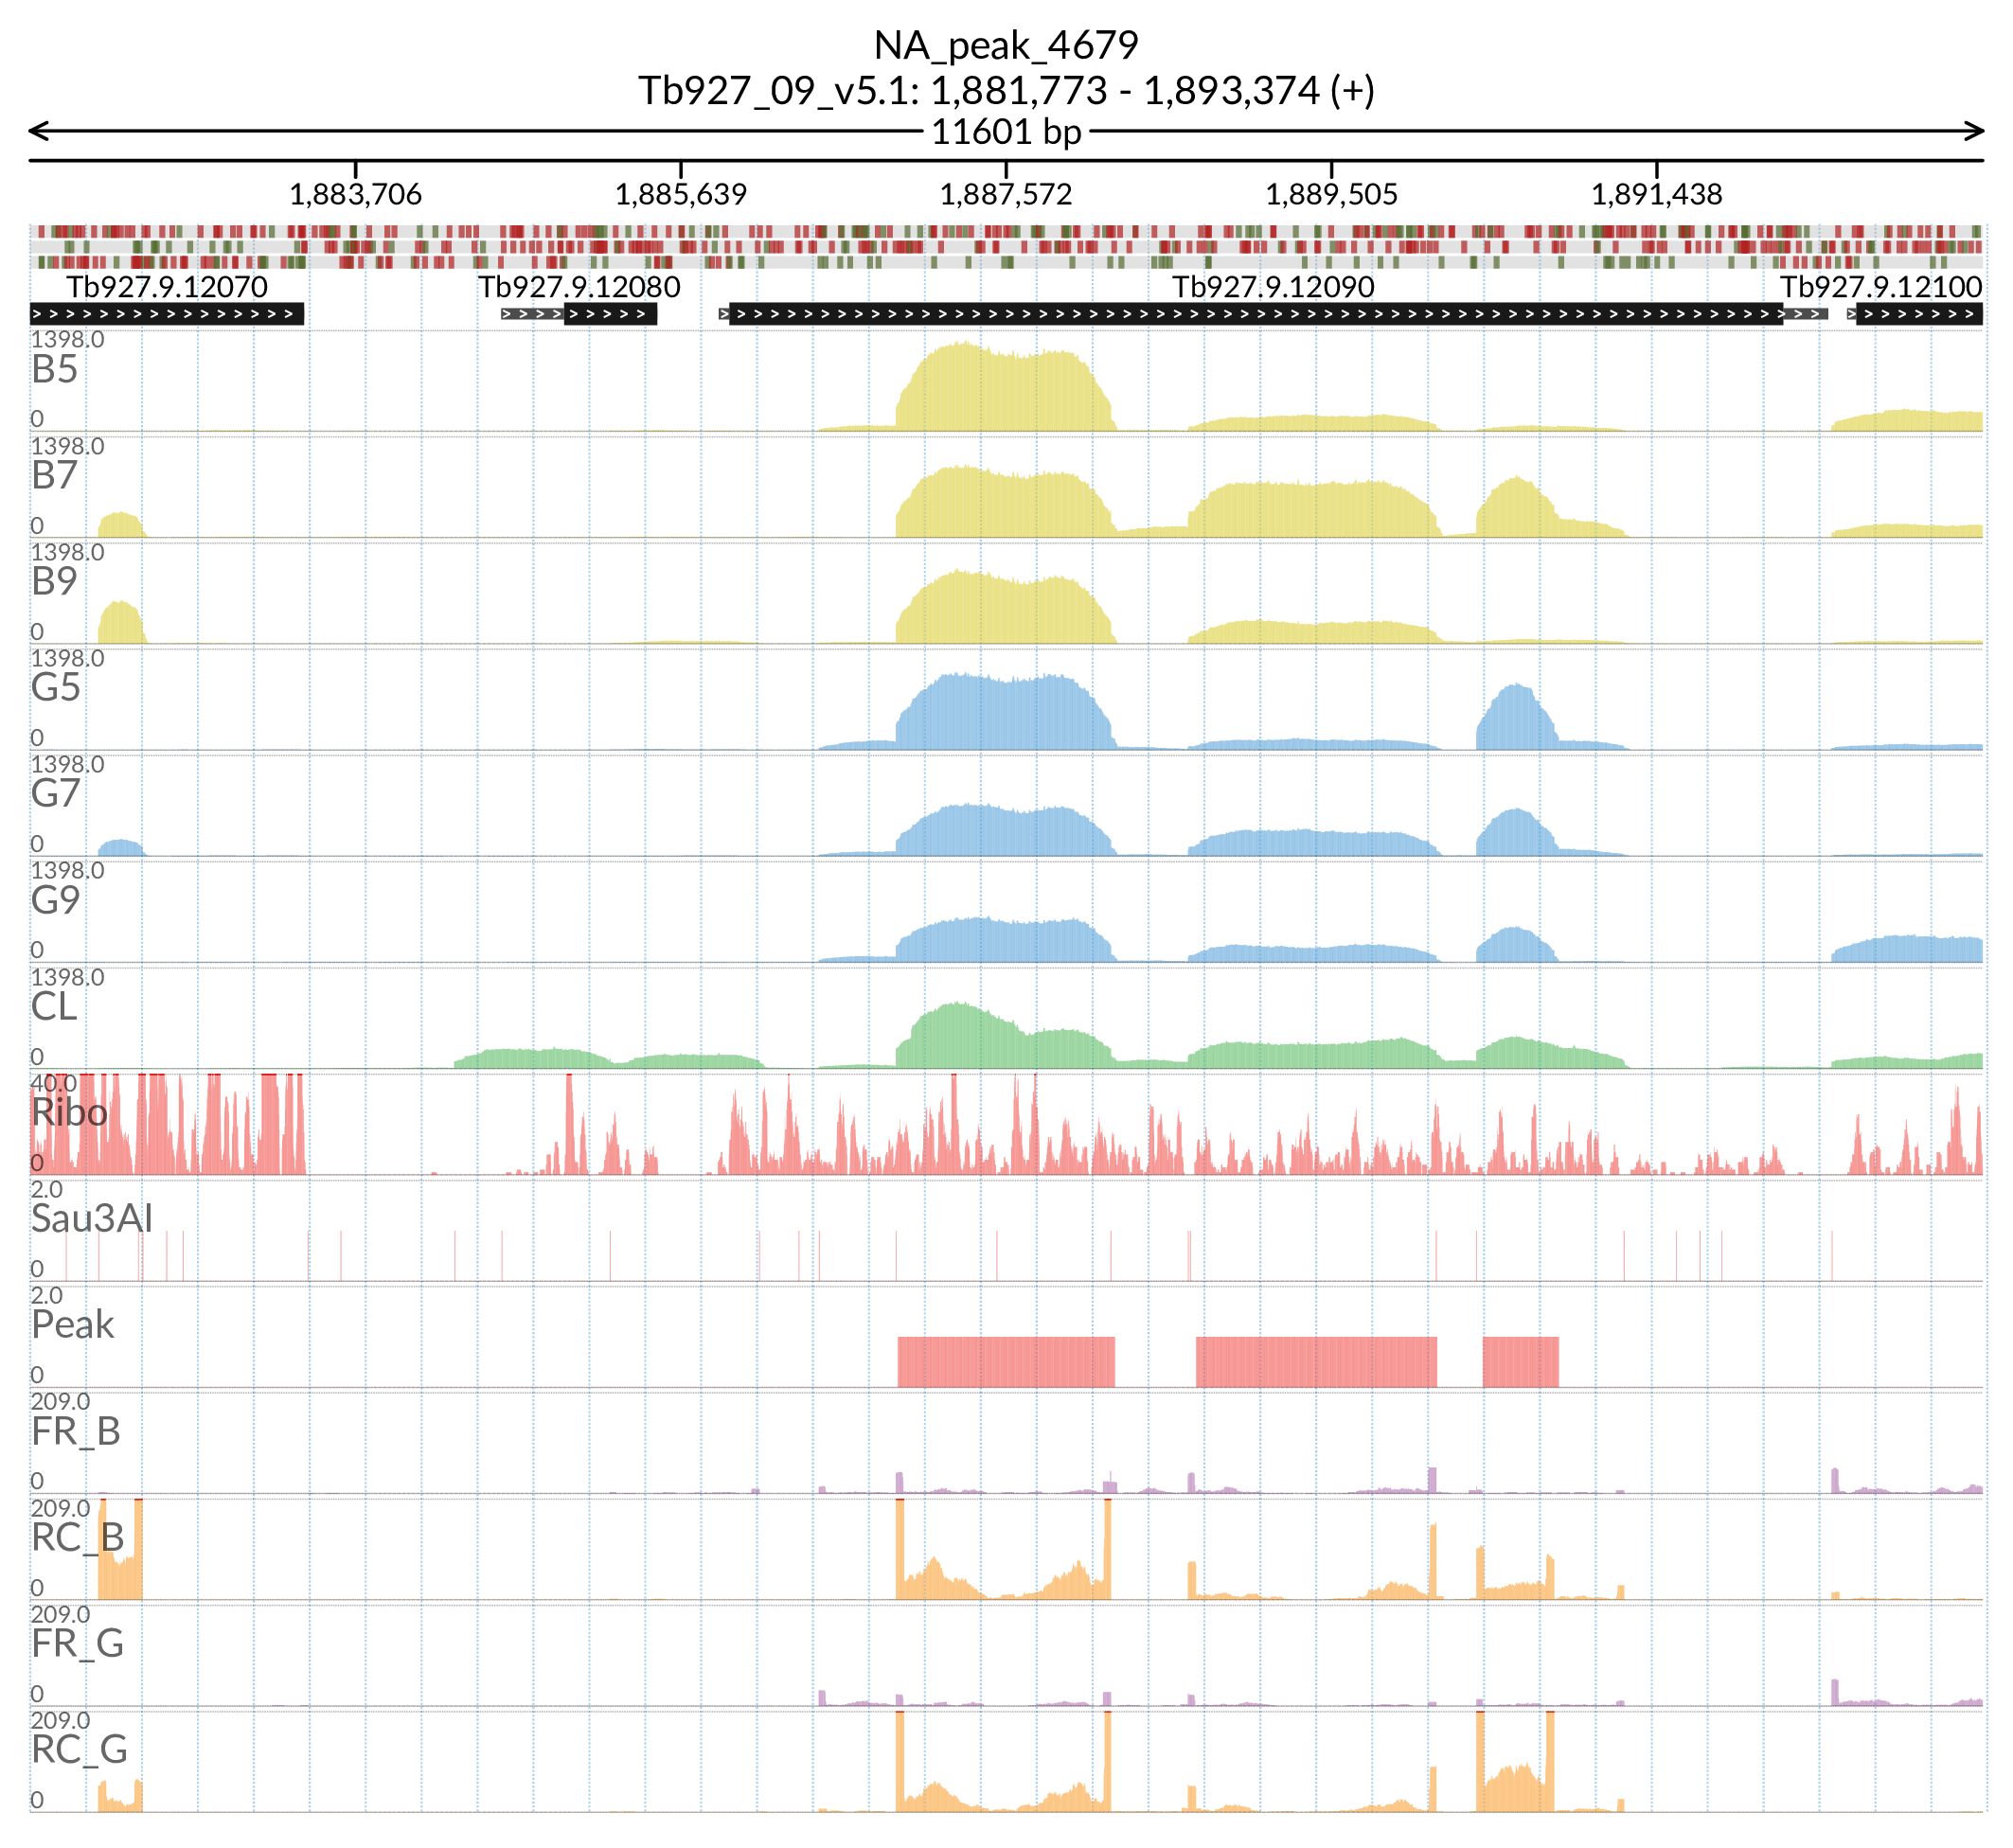 NA_peak_4679
Tb927_09_v5.1: 1,881,773 - 1,893,374 (+)
11601 bp
1,883,706 1,885,639 1,887,572 1,889,505 1,891,438
Tb927.9.12070 Tb927.9.12080 Tb927.9.12090 Tb927.9.12100
1398.0
B5
0
1398.0
B7
0
1398.0
B9
0
1398.0
G5
0
1398.0
G7
0
1398.0
G9
0
1398.0
CL
0
40.0
Ribo
0
2.0
Sau3AI
0
2.0
Peak
0
209.0
FR_B
0
209.0
RC_B
0
209.0
FR_G
0
209.0
RC_G
0